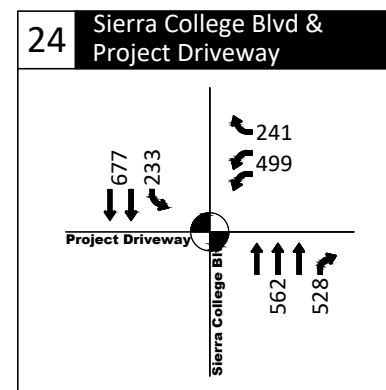 24
Sierra College Blvd &
Project Driveway
677
233
241
499
Project Driveway
Sierra College Bl
562
528